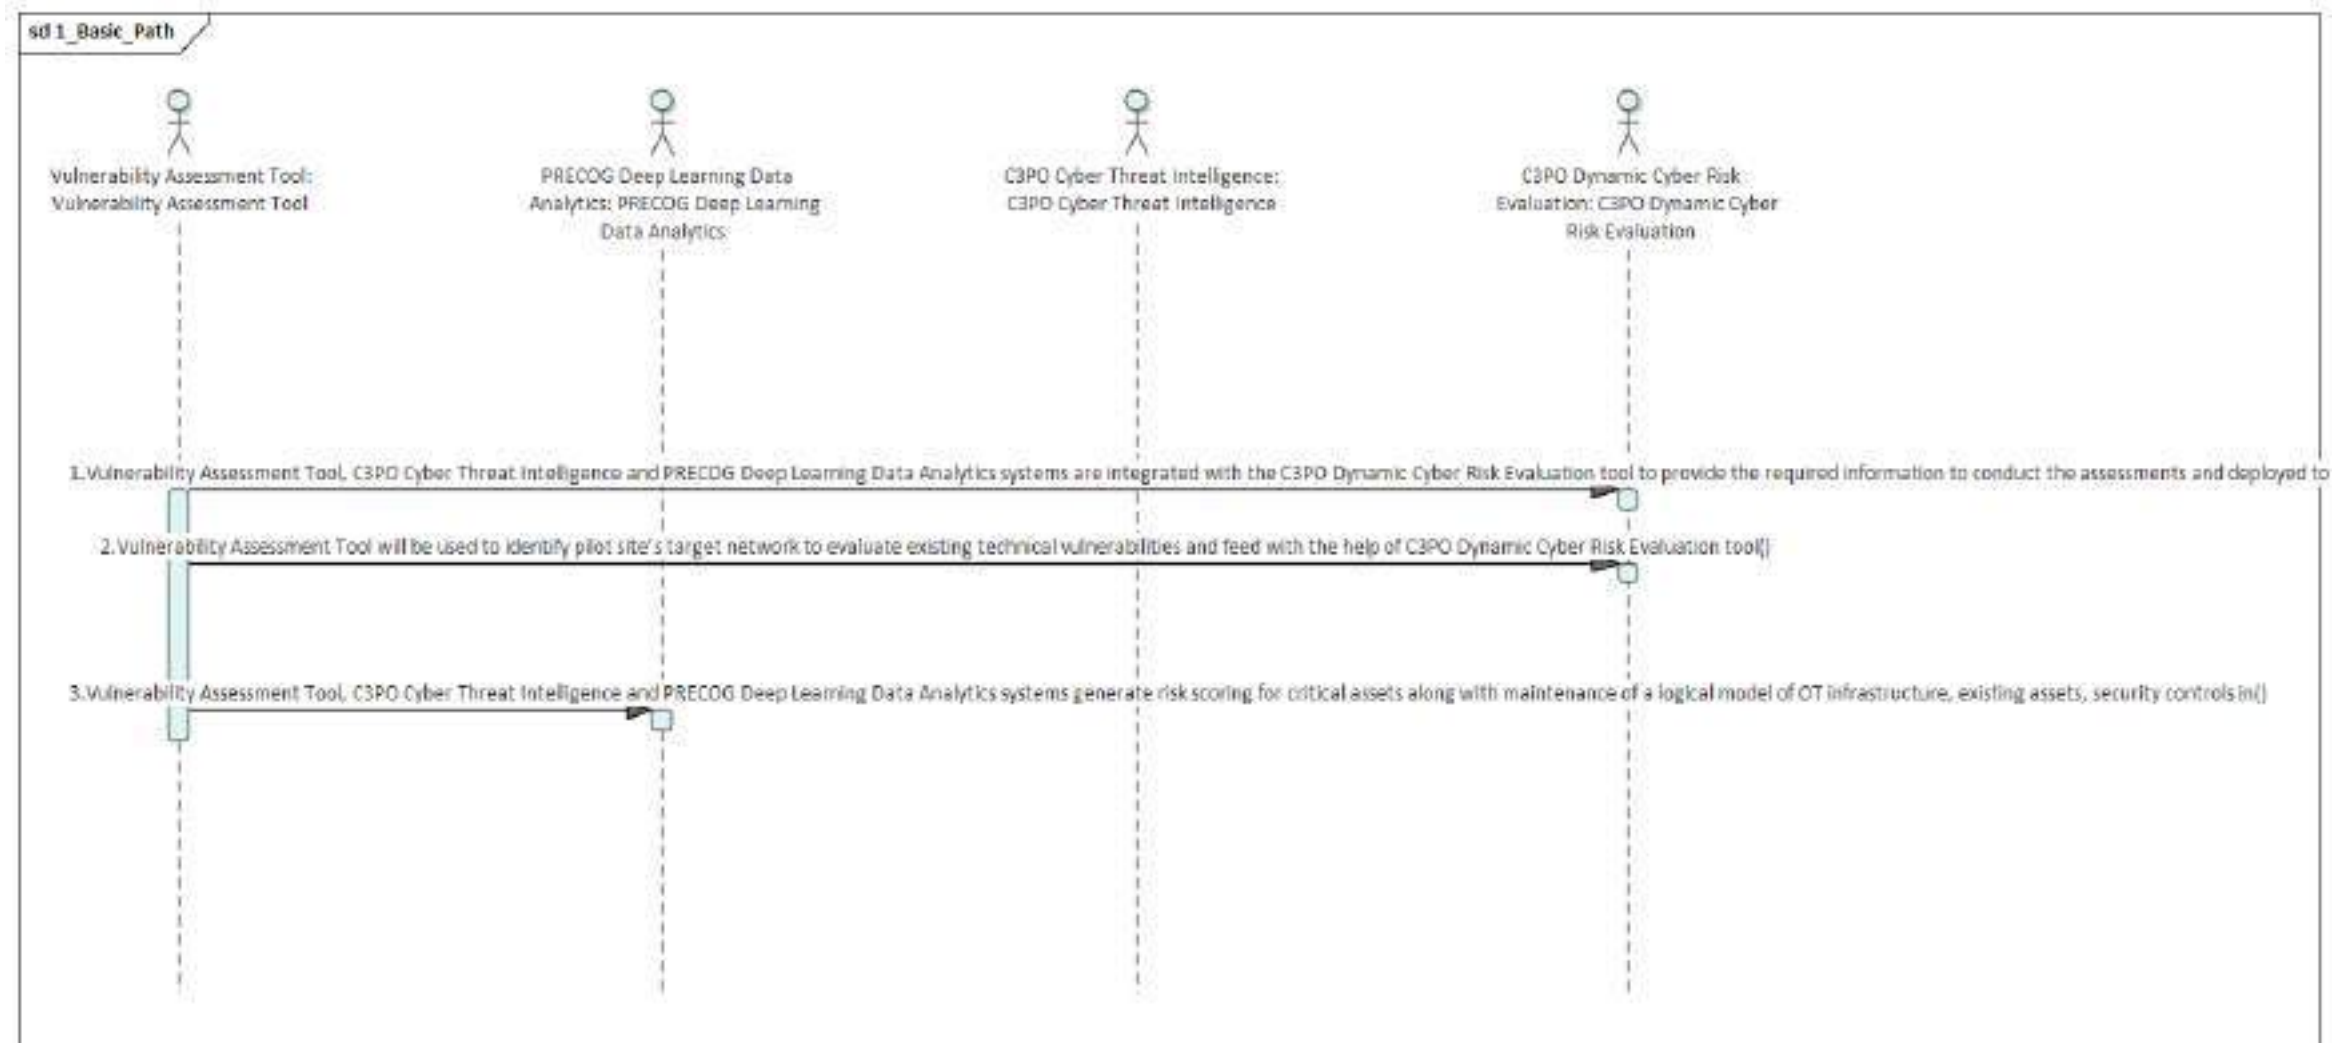 sd 1_Basic_Path
Vulnerability Assessment Tool:
Vulnerability Assessment Tool
PRECOG Deep Learning Data
Analytics: PRECOG Deep Learning
Data Analytics
C3PO Cyber Threat Intelligence:
C3PO Cyber Threat Intelligence
C3PO Dynamic Cyber Risk
Evaluation: C3PO Dynamic Cyber
Risk Evaluation
1.Vulnerability Assessment Tool, C3PO Cyber Threat Intelligence and PRECOG Deep Learning Data Analytics systems are integrated with the C3PO Dynamic Cyber Risk Evaluation tool to provide the required information to conduct the assessments and deployed to
2.Vulnerability Assessment Tool will be used to identify pilot site's target network to evaluate existing technical vulnerabilities and feed with the help of C3PO Dynamic Cyber Risk Evaluation tool()
3.Vulnerability Assessment Tool, C3PO Cyber Threat Intelligence and PRECOG Deep Learning Data Analytics systems generate risk scoring for critical assets along with maintenance of a logical model of OT infrastructure, existing assets, security controls in()